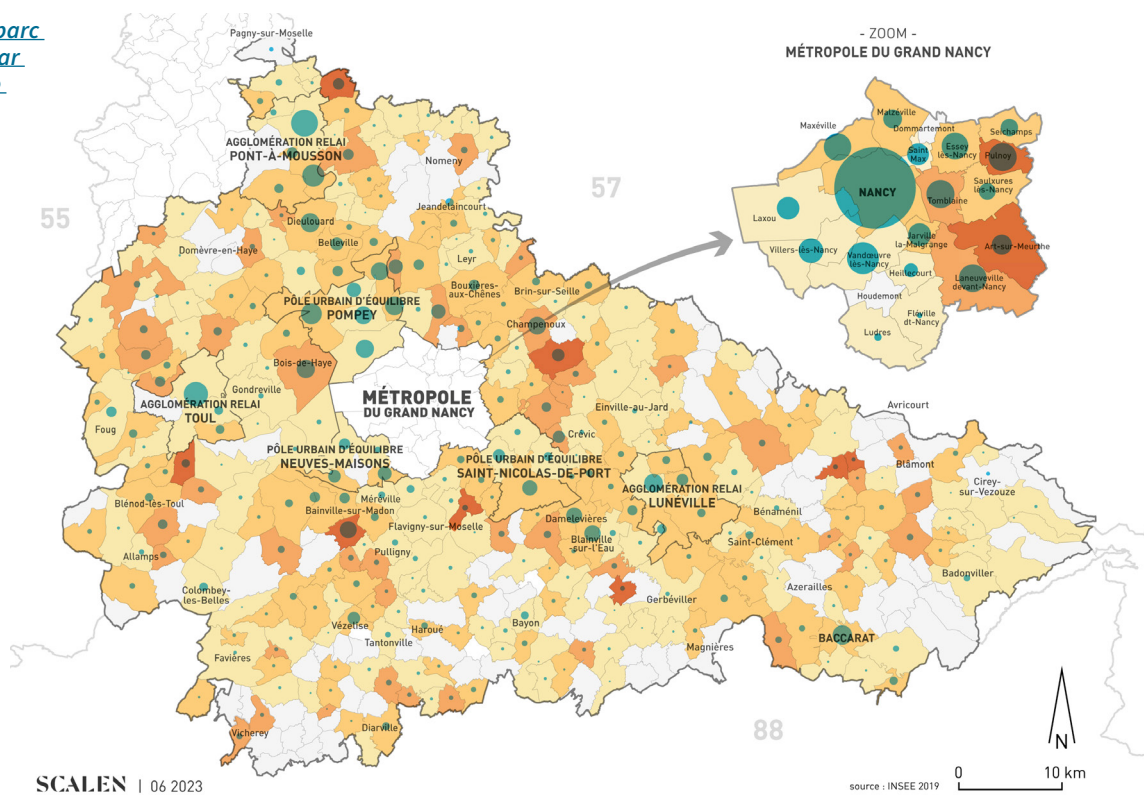 parc
ar
Pagny-sur-Moselle
- ZOOM -
MÉTROPOLE DU GRAND NANCY
AGGLOMÉRATION RELAI
PONT-À-MOUSSON
Nomeny
57
55
Jeandelaincourt
Dieulouard
Belleville
Domèvre-en-Haye
Leyr
Bouxières-
aux-Chênes
Brin-sur-Seille
PÔLE URBAIN D'ÉQUILIBRE
POMPEY
Champenoux
Bois-de-Haye
Gondreville
AGGLOMÉRATION RELAI
TOUL
Foug
MÉTROPOLE
DU GRAND NANCY
Einville-au-Jard
Crévic
Avricourt
PÔLE URBAIN D'ÉQUILIBRE
NEUVES-MAISONS
PÔLE URBAIN D'ÉQUILIBRE
SAINT-NICOLAS-DE-PORT
AGGLOMÉRATION RELAI
LUNÉVILLE
Blâmont
Cirey-
sur-Vezouze
Blénod-lès-Toul
Méréville
Bainville-sur-Madon
Flavigny-sur-Moselle
Damelevières
Blainville
-sur-l'Eau
Bénaménil
Saint-Clément
Allamps
Pulligny
Colombey-
les-Belles
Gerbéviller
Azerailles
Badonviller
Vézelise
Haroué
Tantonville
Bayon
BACCARAT
Magnières
Favières
Vicherey
Diarville
88
Malzéville
Maxéville
Dommartemont
Seichamps
Saint
Max
Essey
lès-Nancy
Pulnoy
NANCY
Tomblaine
Saulxures
lès-Nancy
Laxou
Villers-lès-Nancy
Vandœuvre
lès-Nancy
Jarville
la-Malgrange
Art-sur-Meurthe
Heillecourt
Laneuveville
devant-Nancy
Houdemont
Fléville
dt-Nancy
Ludres
N
SCALEN | 06 2023
source : INSEE 2019
0 10 km